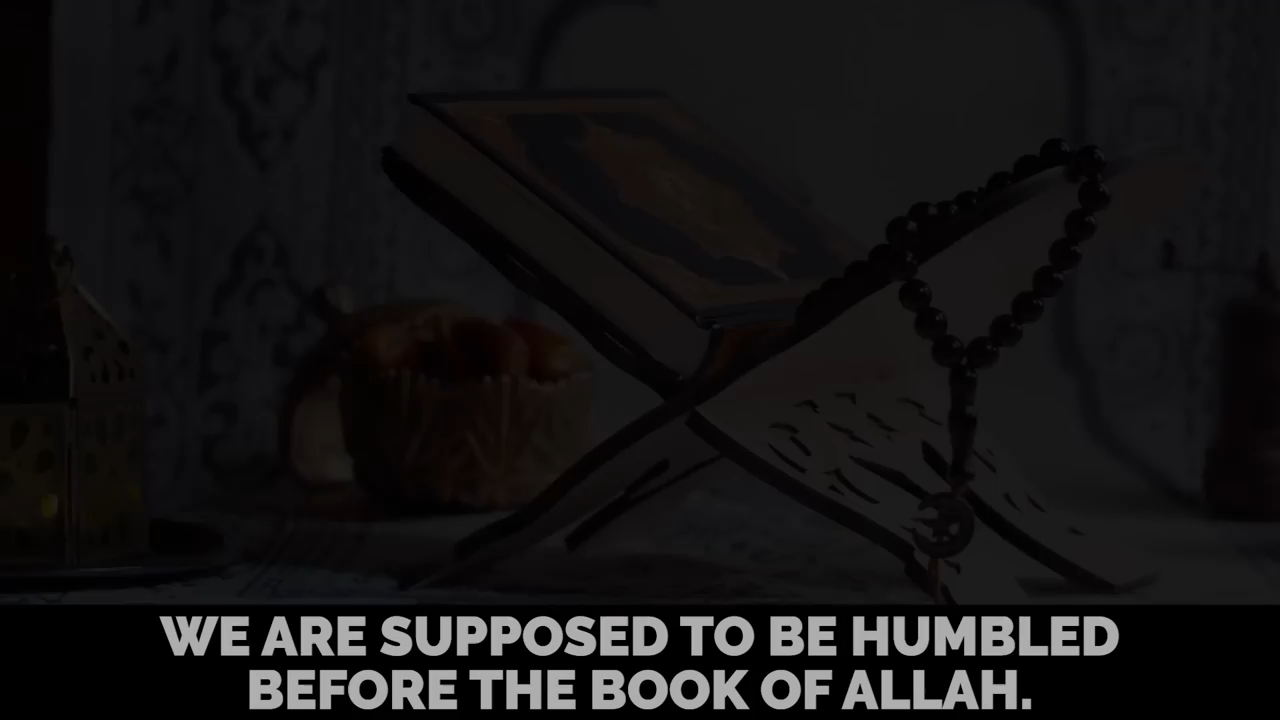 WE ARE SUPPOSED TO BE HUMBLED
BEFORE THE BOOK OF ALLAH.